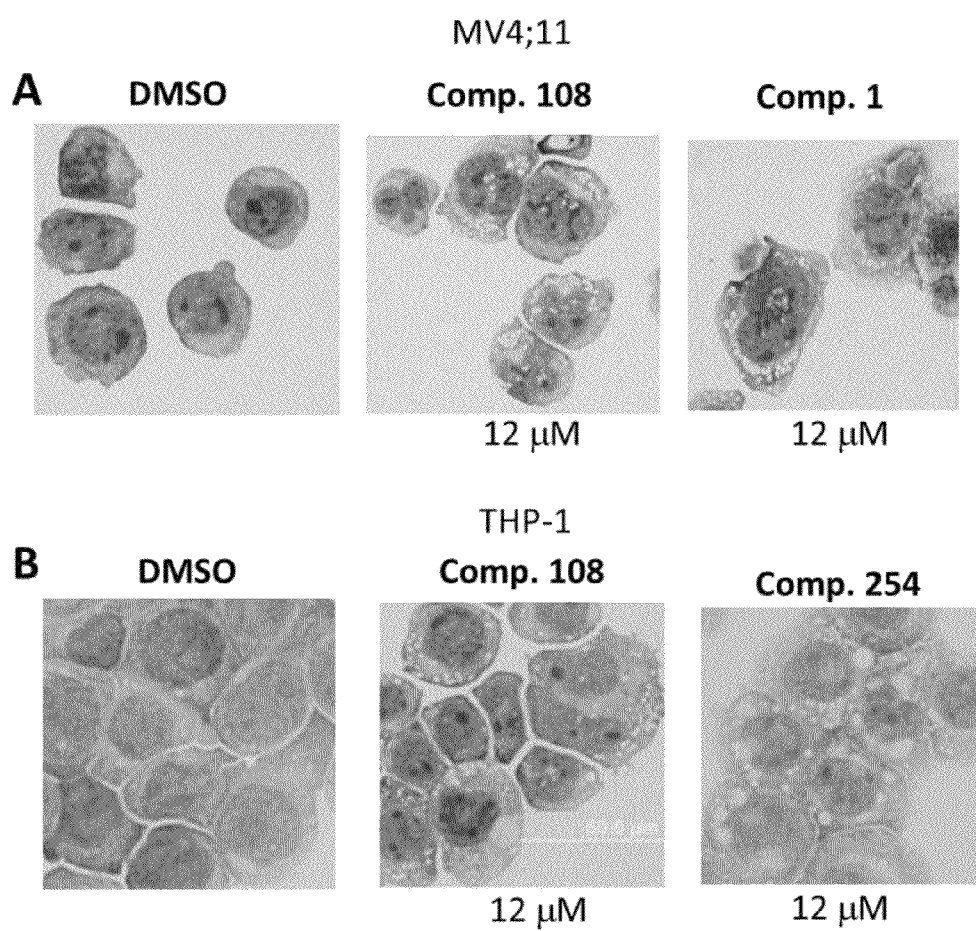 MV4;11
A
DMSO
Comp. 108
Comp. 1
12 μM
12 μM
THP-1
B
DMSO
Comp. 108
Comp. 254
12 μM
12 μM